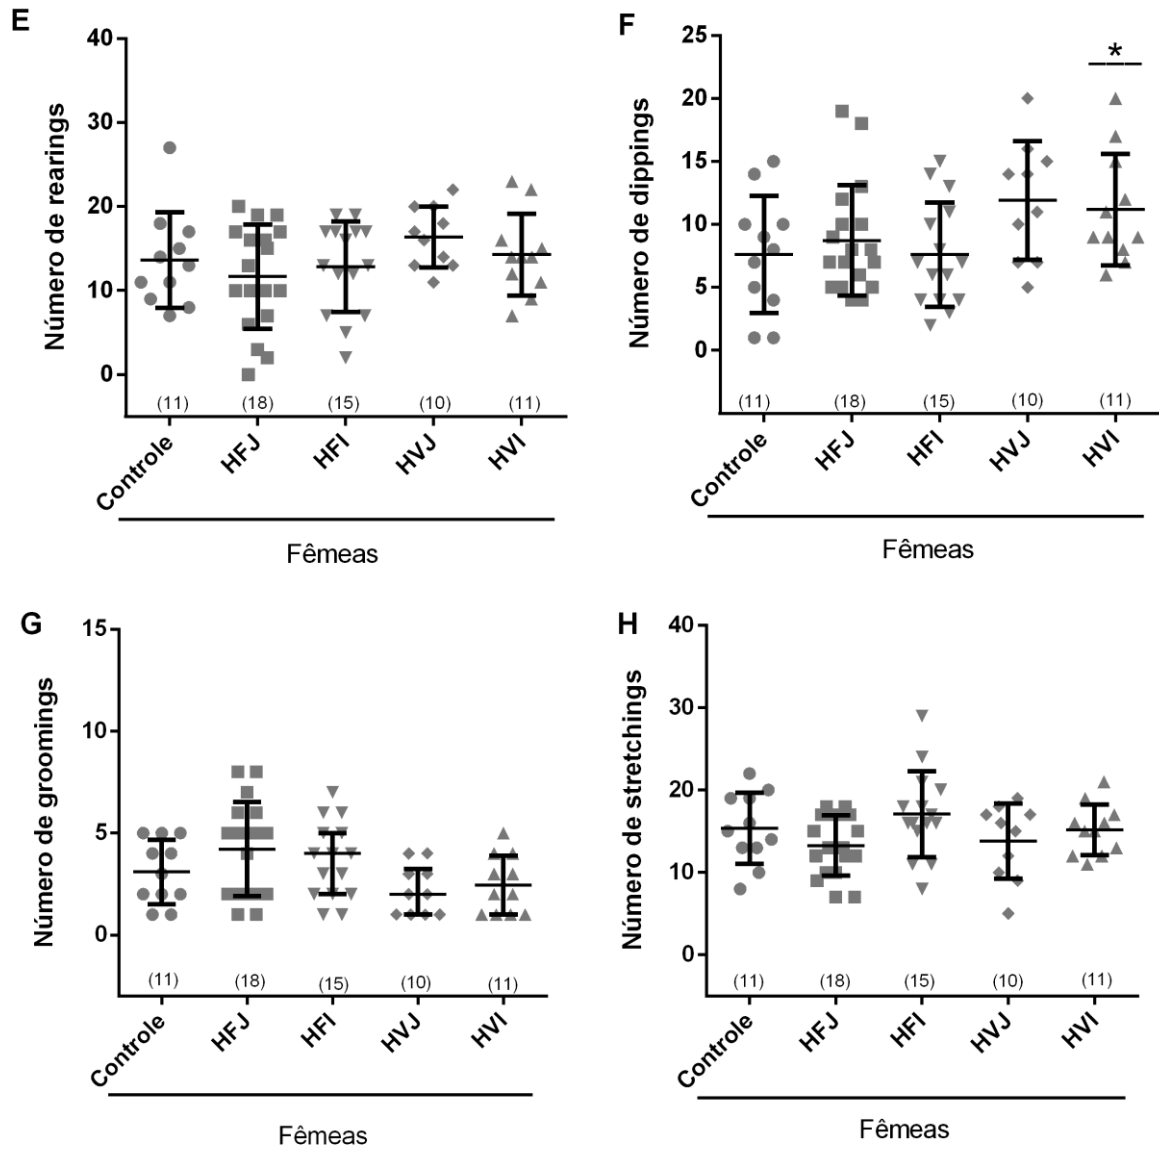 E
Número de rearings
40
30
20
10
0
(11) (18) (15) (10) (11)
Controle HFJ HFI HVJ HVI
Fêmeas
F
Número de dippings
25
20
15
10
5
0
*
(11) (18) (15) (10) (11)
Controle HFJ HFI HVJ HVI
Fêmeas
G
Número de groomings
15
10
5
0
(11) (18) (15) (10) (11)
Controle HFJ HFI HVJ HVI
Fêmeas
H
Número de stretchings
40
30
20
10
0
(11) (18) (15) (10) (11)
Controle HFJ HFI HVJ HVI
Fêmeas